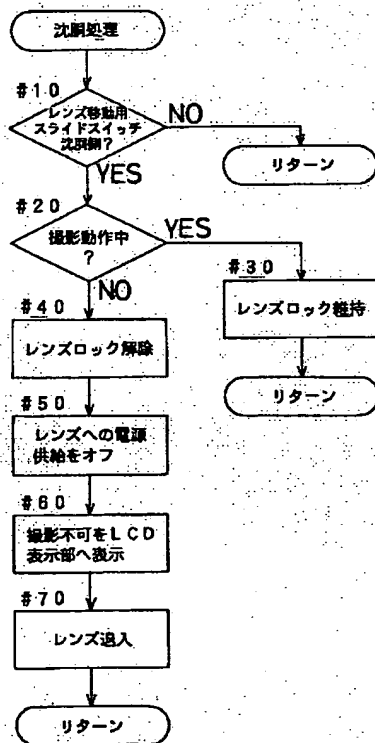 沈胴処理
#10
レンズ移動用
スライドスイッチ
沈胴側?
NO
リターン
YES
#20
撮影動作中
?
YES
#30
レンズロック維持
リターン
NO
#40
レンズロック解除
#50
レンズへの電源
供給をオフ
#60
撮影不可をLCD
表示部へ表示
#70
レンズ退入
リターン